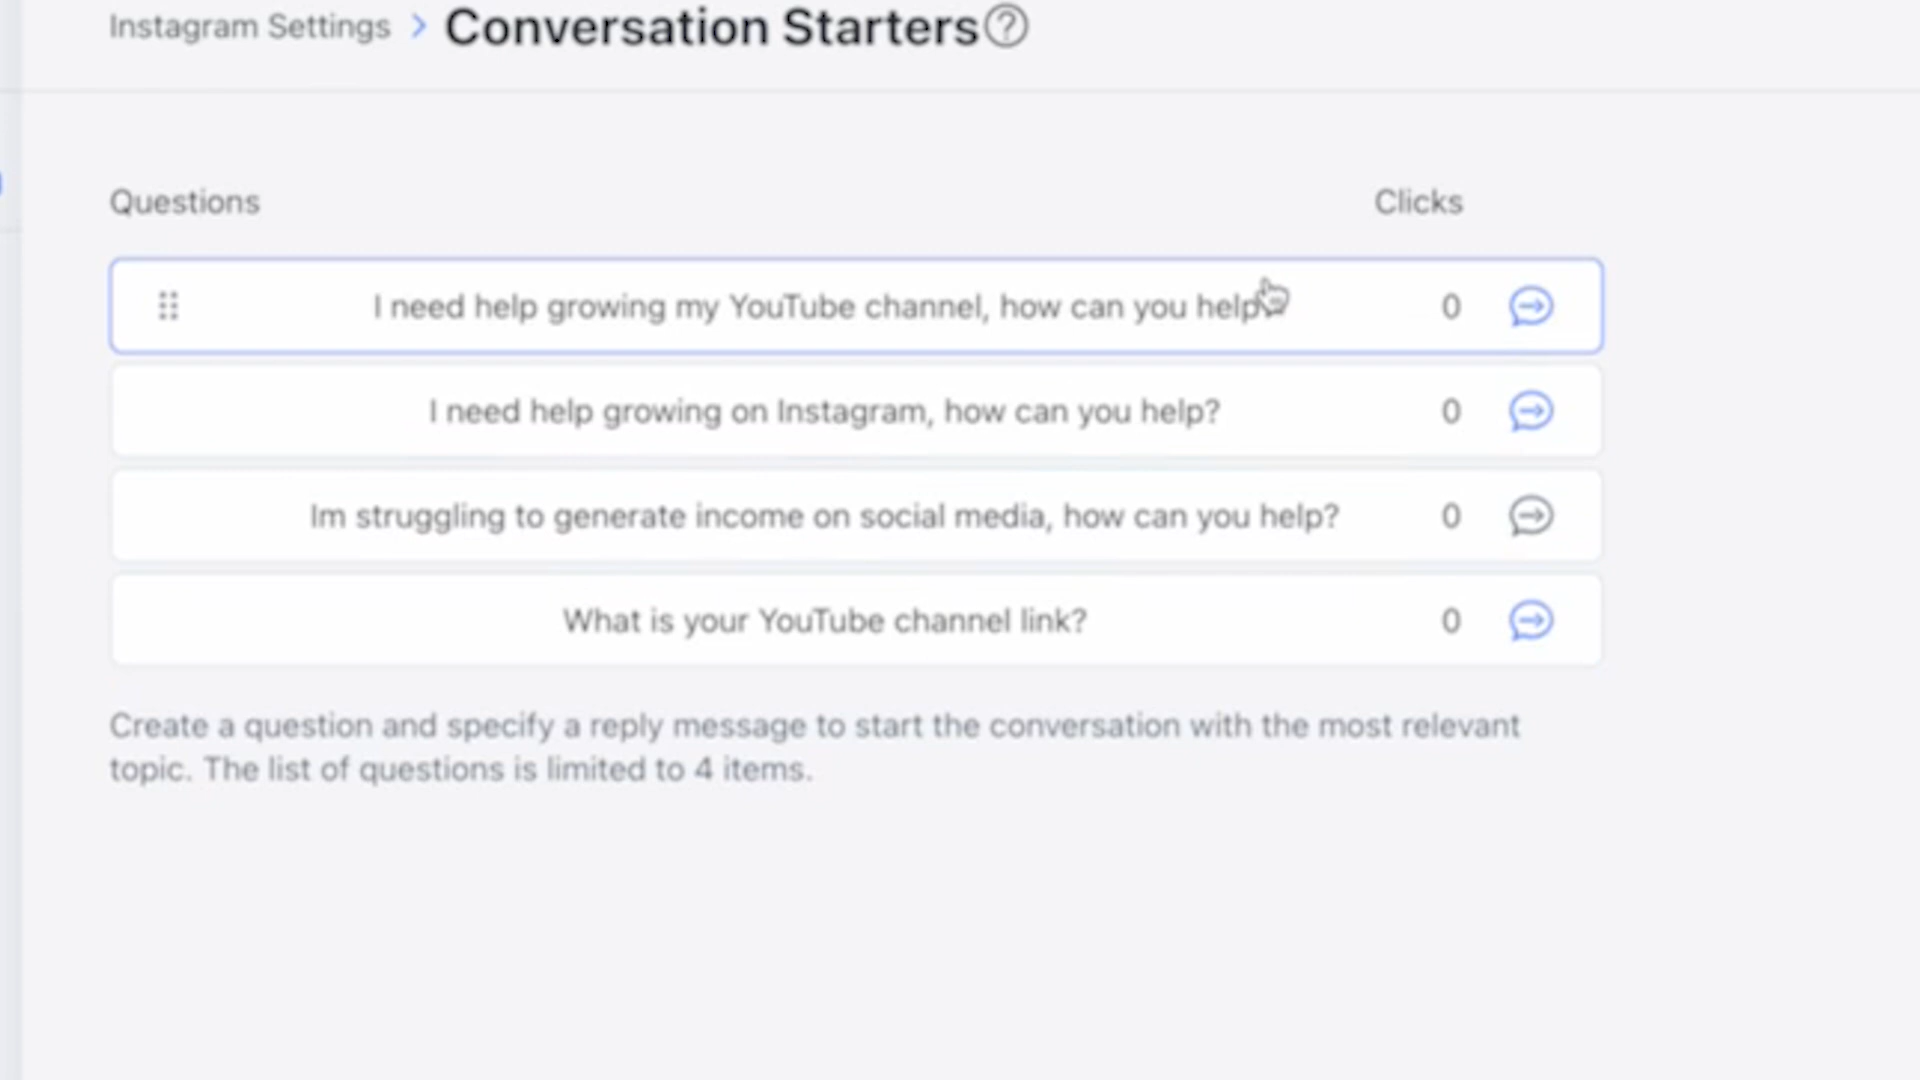 Instagram Settings > Conversation Starters ?
Questions Clicks
I need help growing my YouTube channel, how can you help? 0
I need help growing on Instagram, how can you help? 0
Im struggling to generate income on social media, how can you help? 0
What is your YouTube channel link? 0
Create a question and specify a reply message to start the conversation with the most relevant
topic. The list of questions is limited to 4 items.